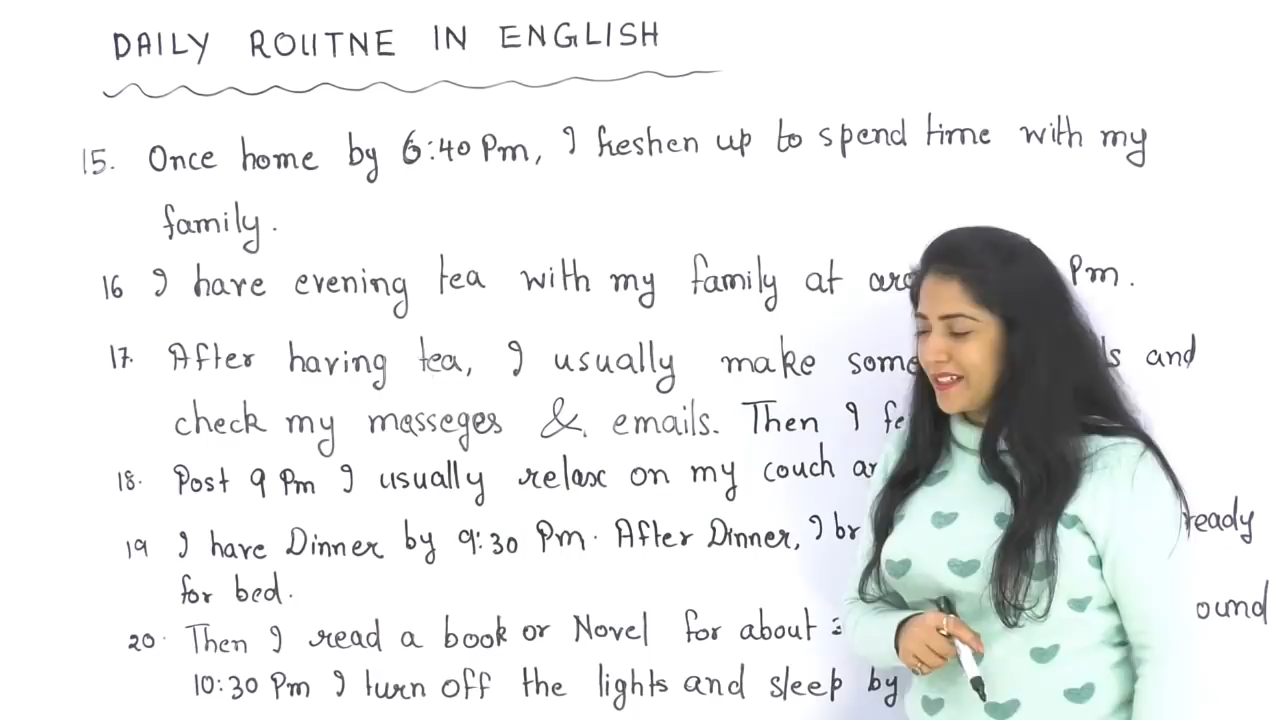 DAILY ROUTNE IN ENGLISH
15. Once home by 6:40 Pm, I freshen up to spend time with my
family.
16 I have evening tea with my family at Pm.
17. After having tea, I usually make some and
check my masseges & emails. Then I
18. Post 9 Pm I usually relax on my couch
19 I have Dinner by 9:30 Pm. After Dinner, I ready
for bed.
20. Then I read a book or Novel for about
10:30 Pm I turn off the lights and sleep by